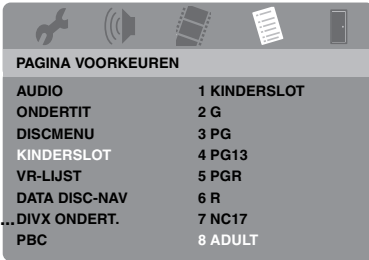 PAGINA VOORKEUREN
AUDIO 1 KINDERSLOT
ONDERTIT 2 G
DISCMENU 3 PG
KINDERSLOT 4 PG13
VR-LIJST 5 PGR
DATA DISC-NAV 6 R
...DIVX ONDERT. 7 NC17
PBC 8 ADULT